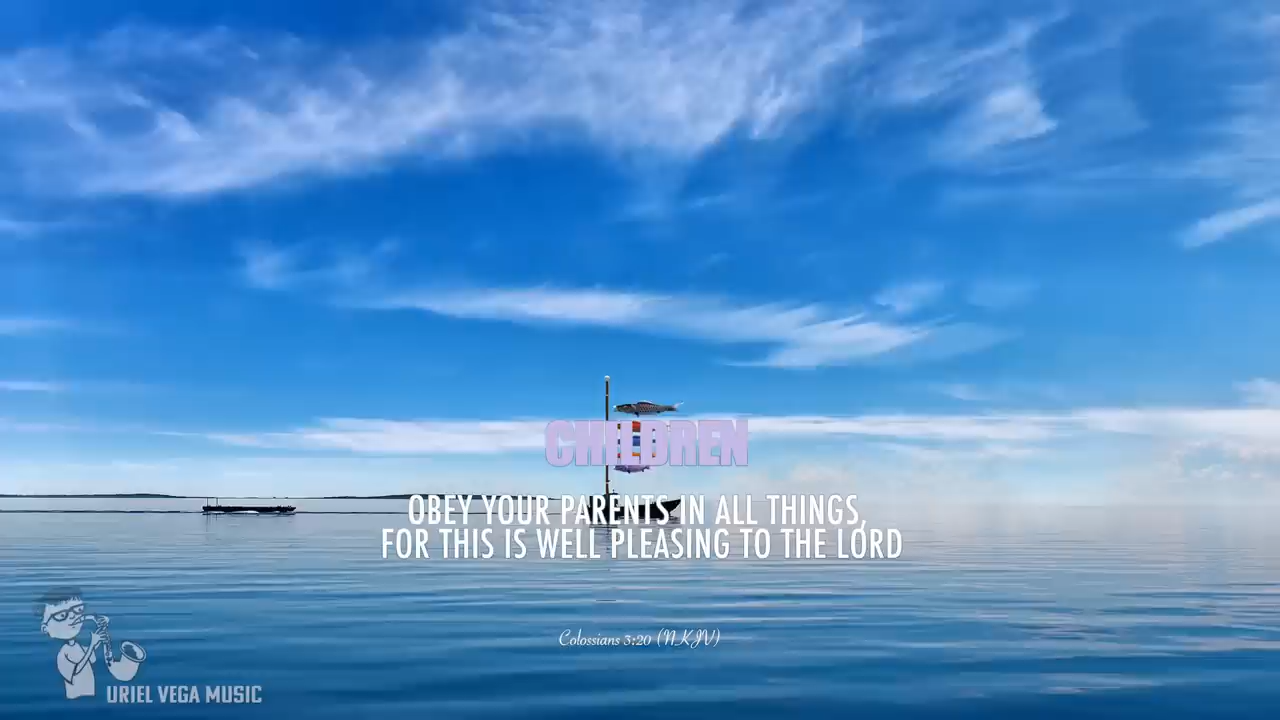 CHILDREN
OBEY YOUR PARENTS IN ALL THINGS,
FOR THIS IS WELL PLEASING TO THE LORD
Colossians 3:20 (NKJV)
URIEL VEGA MUSIC